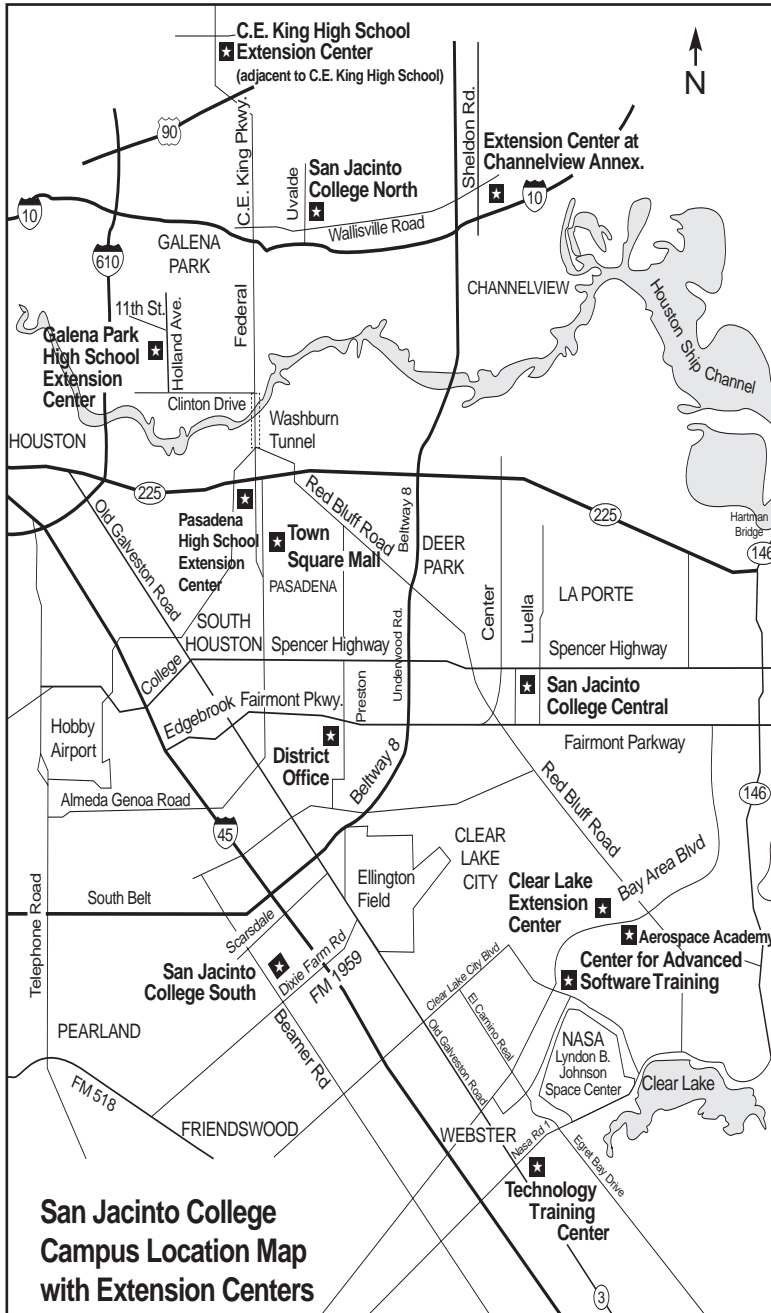 C.E. King High School
Extension Center
(adjacent to C.E. King High School)
N
90
C.E. King Pkwy.
Sheldon Rd.
Extension Center at
Channelview Annex.
San Jacinto
College North
Uvalde
10
10
Wallisville Road
GALENA
PARK
610
CHANNELVIEW
Houston Ship Channel
11th St.
Holland Ave.
Federal
Galena Park
High School
Extension
Center
Clinton Drive
Washburn
Tunnel
HOUSTON
225
Old Galveston Road
Red Bluff Road
Beltway 8
225
Hartman
Bridge
146
Pasadena
High School
Extension
Center
Town
Square Mall
PASADENA
DEER
PARK
Center
Luella
LA PORTE
SOUTH
HOUSTON
Spencer Highway
Underwood Rd.
Spencer Highway
College
Preston
San Jacinto
College Central
Edgebrook
Fairmont Pkwy.
Hobby
Airport
District
Office
Beltway 8
Fairmont Parkway
Almeda Genoa Road
Red Bluff Road
146
45
CLEAR
LAKE
CITY
Bay Area Blvd
Ellington
Field
Clear Lake
Extension
Center
South Belt
Telephone Road
Scarsdale
Aerospace Academy
Center for Advanced
Software Training
San Jacinto
College South
Dixie Farm Rd
FM 1959
Clear Lake City Blvd
El Camino Real
Old Galveston Road
PEARLAND
Beamer Rd
NASA
Lyndon B.
Johnson
Space Center
Clear Lake
FM 518
FRIENDSWOOD
WEBSTER
Nasa Rd 1
Egret Bay Drive
Technology
Training
Center
San Jacinto College
Campus Location Map
with Extension Centers
3